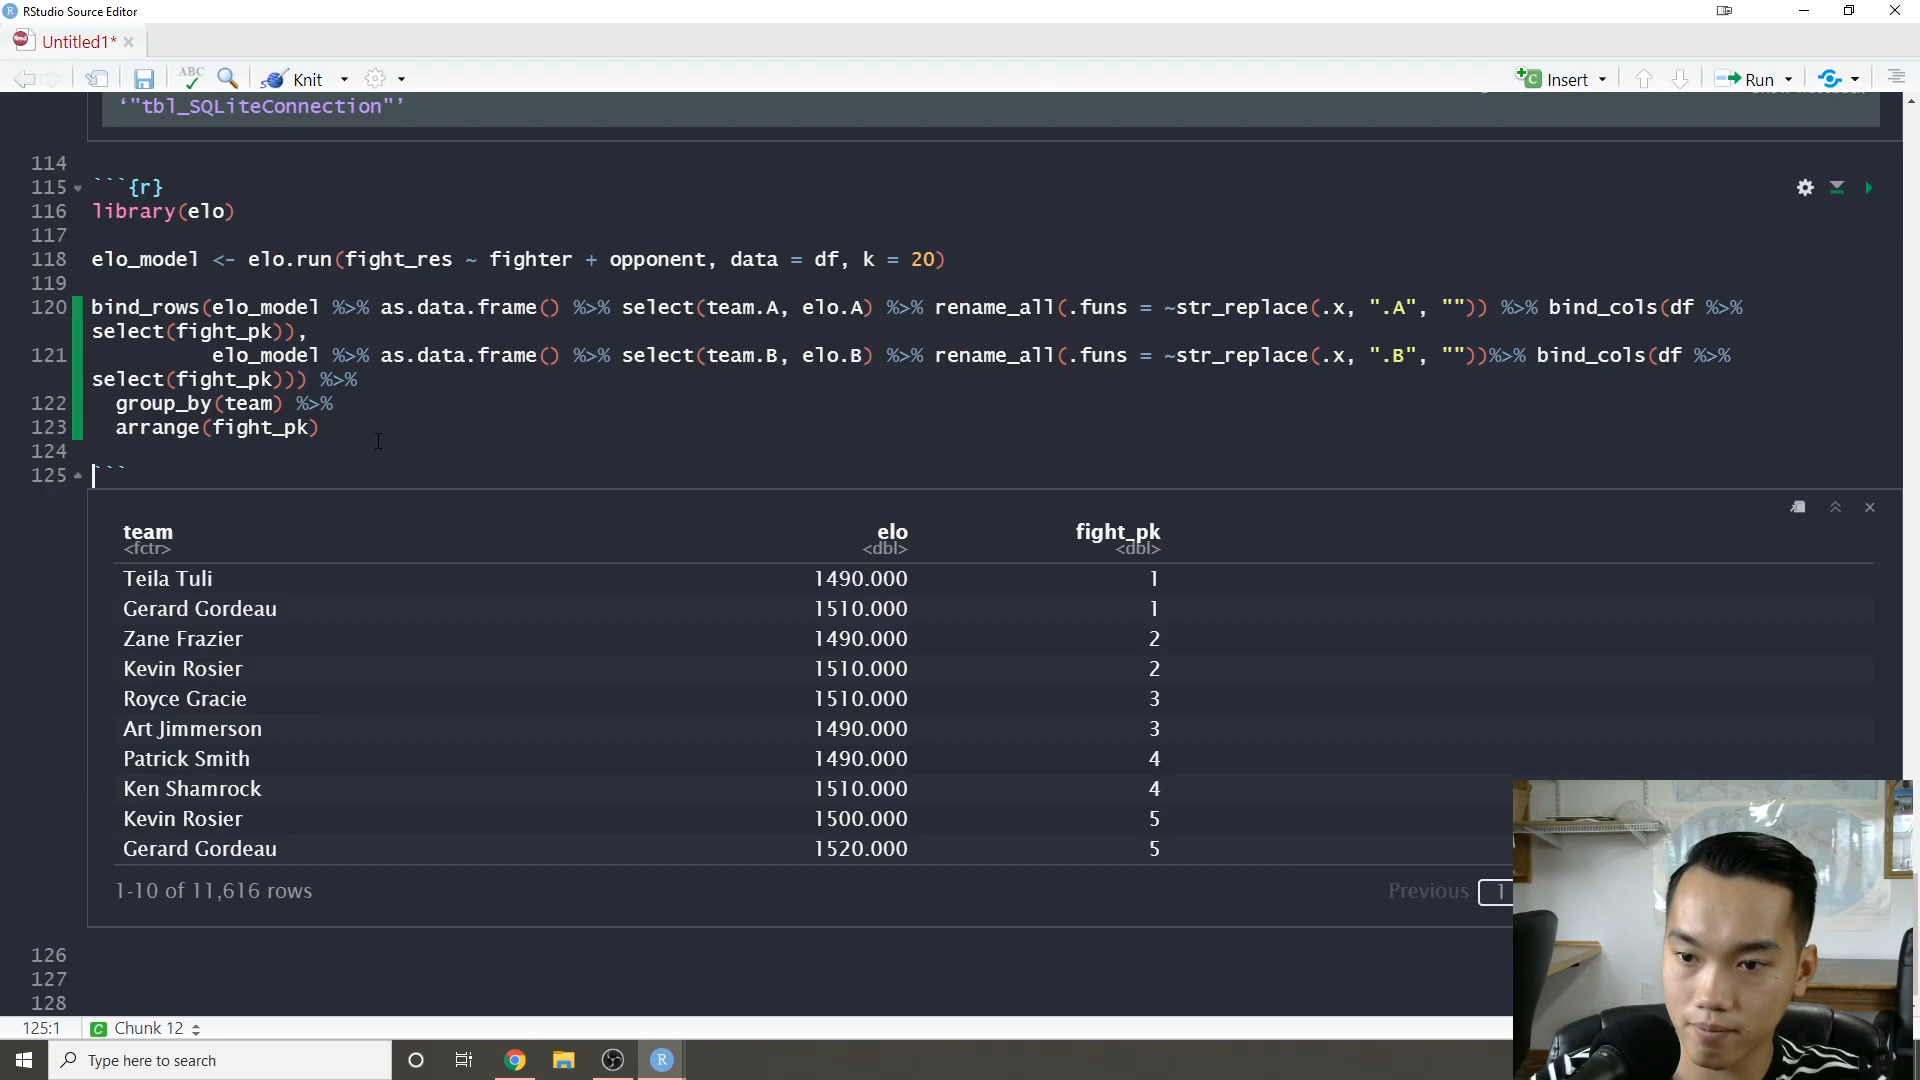 RStudio Source Editor
Untitled1*
ABC
Knit
Insert
Run
‘"tbl_SQLiteConnection"’
114
115 ```{r}
116 library(elo)
117
118 elo_model <- elo.run(fight_res ~ fighter + opponent, data = df, k = 20)
119
120 bind_rows(elo_model %>% as.data.frame() %>% select(team.A, elo.A) %>% rename_all(.funs = ~str_replace(.x, ".A", "")) %>% bind_cols(df %>%
select(fight_pk)),
121 elo_model %>% as.data.frame() %>% select(team.B, elo.B) %>% rename_all(.funs = ~str_replace(.x, ".B", ""))%>% bind_cols(df %>%
select(fight_pk))) %>%
122 group_by(team) %>%
123 arrange(fight_pk)
124
125 ```
team elo fight_pk
<fctr> <dbl> <dbl>
Teila Tuli 1490.000 1
Gerard Gordeau 1510.000 1
Zane Frazier 1490.000 2
Kevin Rosier 1510.000 2
Royce Gracie 1510.000 3
Art Jimmerson 1490.000 3
Patrick Smith 1490.000 4
Ken Shamrock 1510.000 4
Kevin Rosier 1500.000 5
Gerard Gordeau 1520.000 5
1-10 of 11,616 rows Previous 1
126
127
128
125:1 C Chunk 12
Type here to search
R